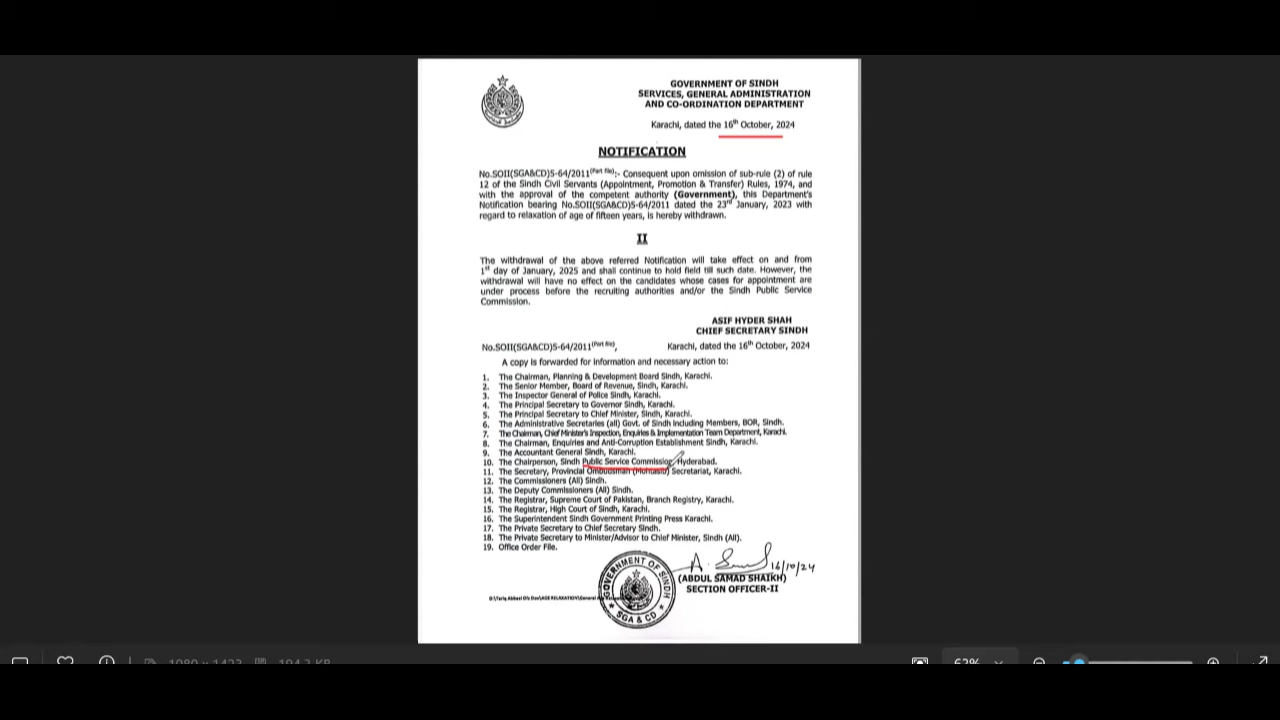 GOVERNMENT OF SINDH
SERVICES, GENERAL ADMINISTRATION
AND CO-ORDINATION DEPARTMENT
Karachi, dated the 16th October, 2024
NOTIFICATION
No.SOII(SGA&CD)5-64/2011(Part file):- Consequent upon omission of sub-rule (2) of rule
12 of the Sindh Civil Servants (Appointment, Promotion & Transfer) Rules, 1974, and
with the approval of the competent authority (Government), this Department's
Notification bearing No.SOII(SGA&CD)5-64/2011 dated the 23rd January, 2023 with
regard to relaxation of age of fifteen years, is hereby withdrawn.
II
The withdrawal of the above referred Notification will take effect on and from
1st day of January, 2025 and shall continue to hold field till such date. However, the
withdrawal will have no effect on the candidates whose cases for appointment are
under process before the recruiting authorities and/or the Sindh Public Service
Commission.
ASIF HYDER SHAH
CHIEF SECRETARY SINDH
No.SOII(SGA&CD)5-64/2011(Part file), Karachi, dated the 16th October, 2024
A copy is forwarded for information and necessary action to:
1. The Chairman, Planning & Development Board Sindh, Karachi.
2. The Senior Member, Board of Revenue, Sindh, Karachi.
3. The Inspector General of Police Sindh, Karachi.
4. The Principal Secretary to Governor Sindh, Karachi.
5. The Principal Secretary to Chief Minister, Sindh, Karachi.
6. The Administrative Secretaries (all) Govt. of Sindh including Members, BOR, Sindh.
7. The Chairman, Chief Minister's Inspection, Enquiries & Implementation Team Department, Karachi.
8. The Chairman, Enquiries and Anti-Corruption Establishment Sindh, Karachi.
9. The Accountant General Sindh, Karachi.
10. The Chairperson, Sindh Public Service Commission, Hyderabad.
11. The Secretary, Provincial Ombudsman (Mohtasib) Secretariat, Karachi.
12. The Commissioners (All) Sindh.
13. The Deputy Commissioners (All) Sindh.
14. The Registrar, Supreme Court of Pakistan, Branch Registry, Karachi.
15. The Registrar, High Court of Sindh, Karachi.
16. The Superintendent Sindh Government Printing Press Karachi.
17. The Private Secretary to Chief Secretary Sindh.
18. The Private Secretary to Minister/Advisor to Chief Minister, Sindh (All).
19. Office Order File.
16/10/24
(ABDUL SAMAD SHAIKH)
SECTION OFFICER-II
GOVERNMENT OF SINDH
SGA & CD
1080 x 1423 194.3 KB 63%